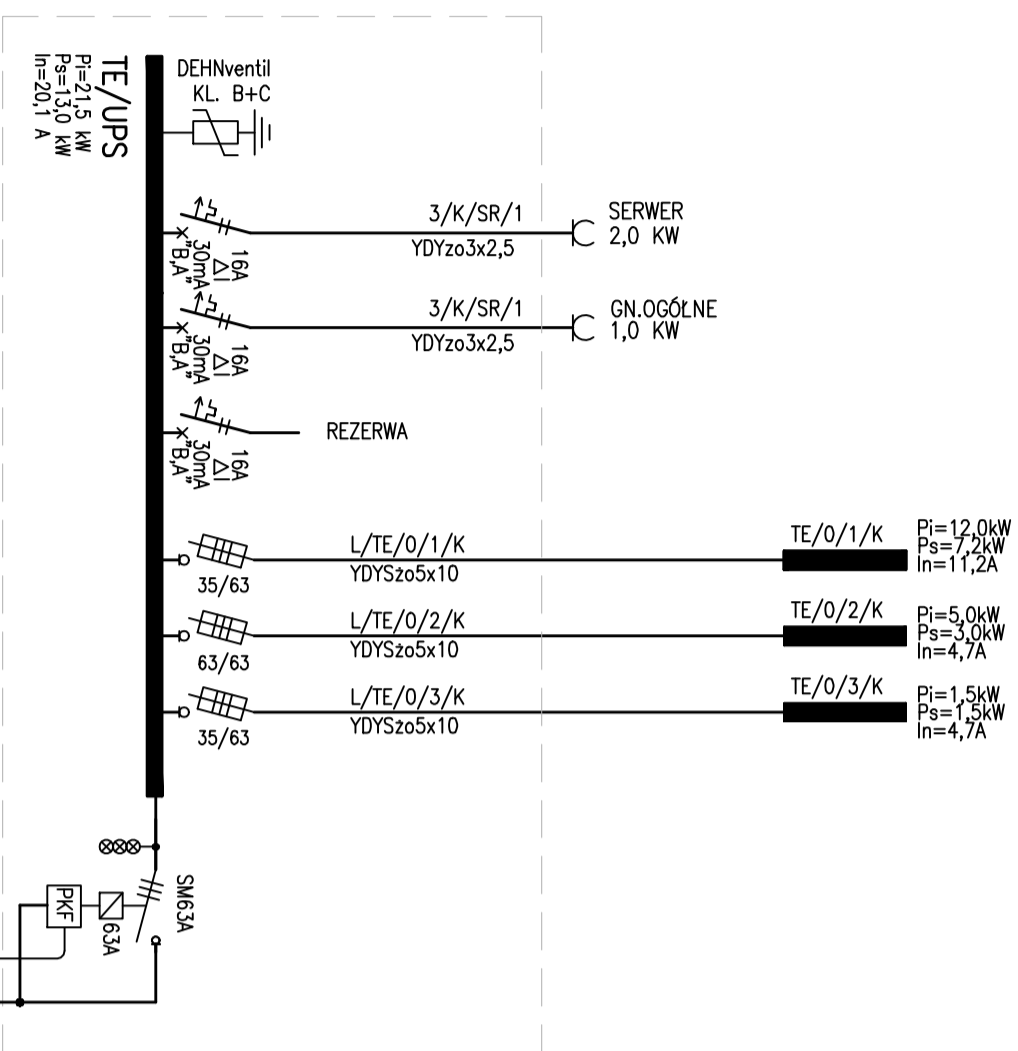 TE/UPS
Pi=21,5 kW
Ps=13,0 kW
In=20,1 A
DEHNventil
KL. B+C
16A
ΔI
30mA
"B,A"
3/K/SR/1
YDYzo3x2,5
SERWER
2,0 KW
16A
ΔI
30mA
"B,A"
3/K/SR/1
YDYzo3x2,5
GN.OGÓŁNE
1,0 KW
16A
ΔI
30mA
"B,A"
REZERWA
35/63
L/TE/0/1/K
YDYSżo5x10
TE/0/1/K
Pi=12,0kW
Ps=7,2kW
In=11,2A
63/63
L/TE/0/2/K
YDYSżo5x10
TE/0/2/K
Pi=5,0kW
Ps=3,0kW
In=4,7A
35/63
L/TE/0/3/K
YDYSżo5x10
TE/0/3/K
Pi=1,5kW
Ps=1,5kW
In=4,7A
SM63A
63A
PKF